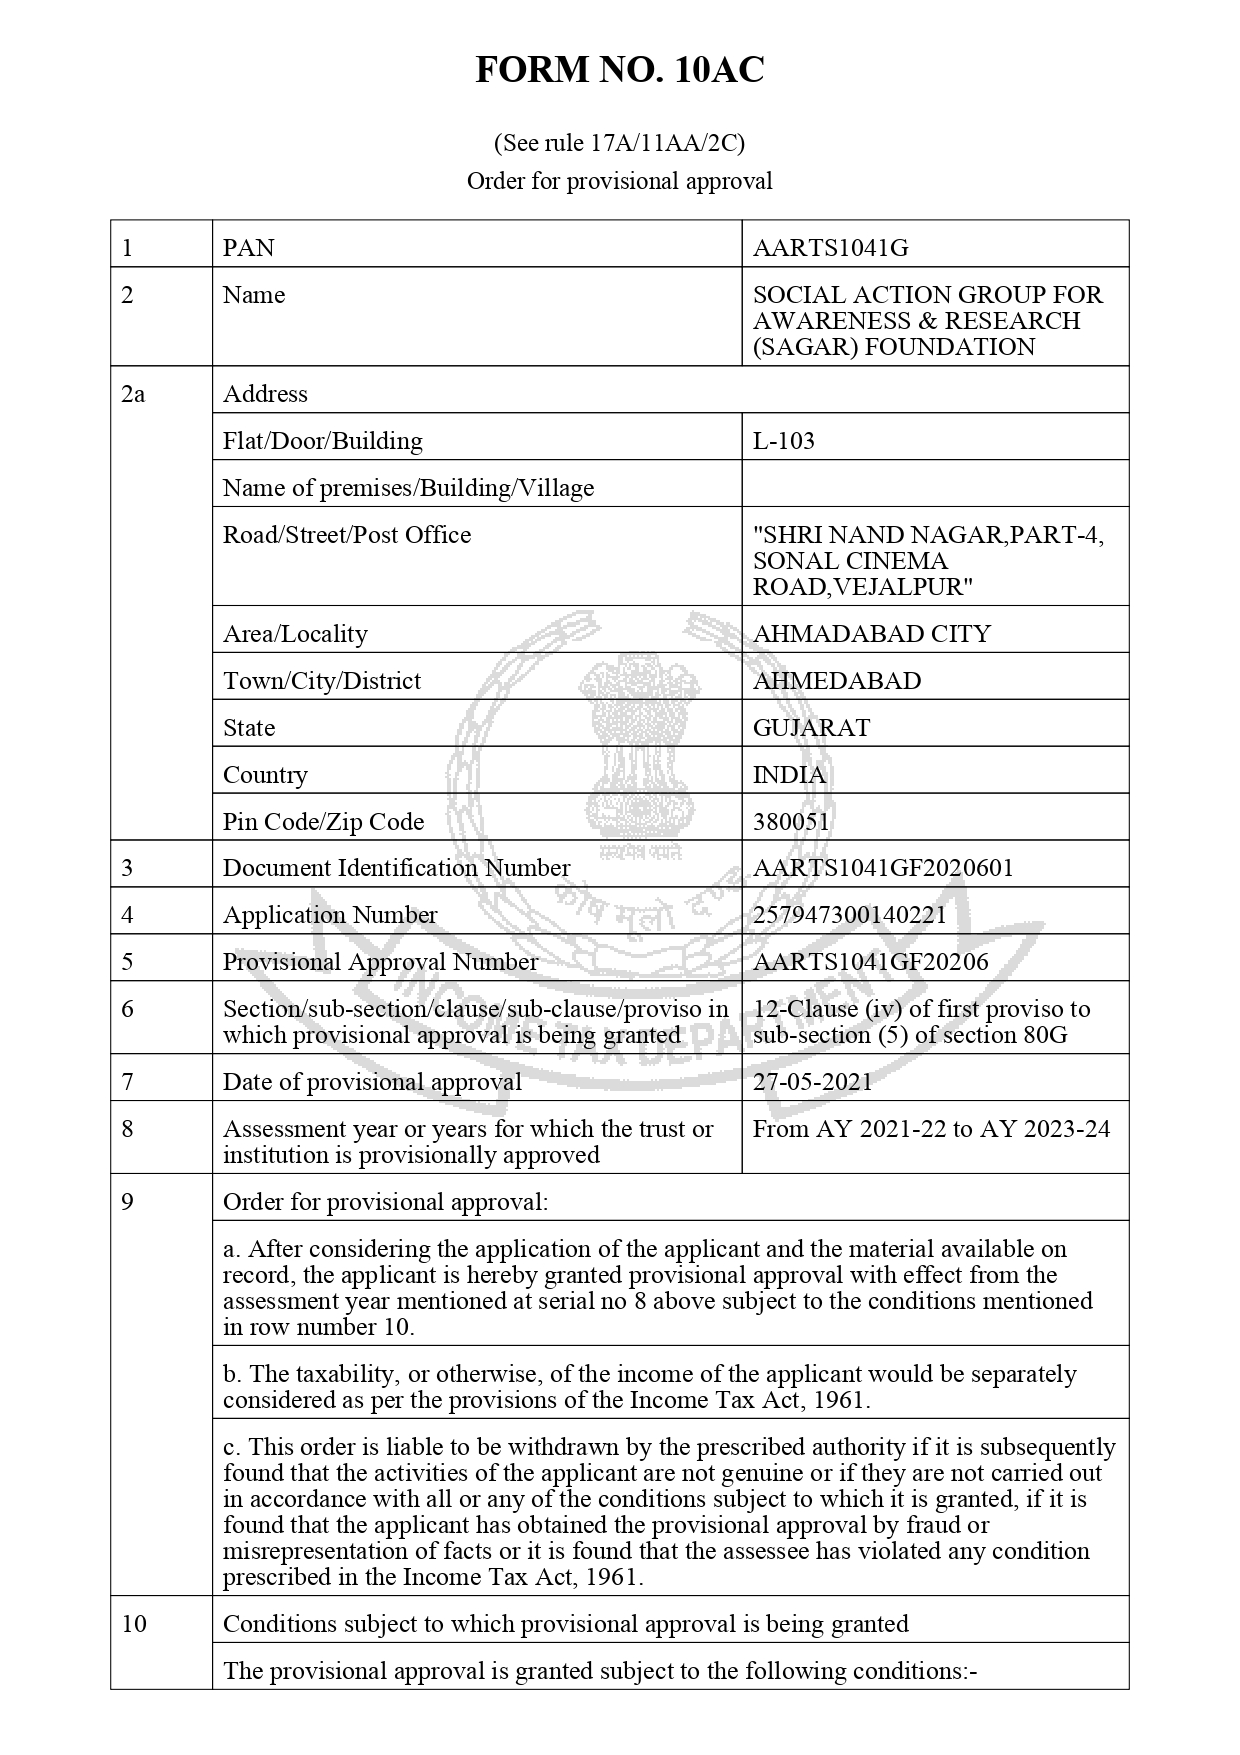 FORM NO. 10AC
(See rule 17A/11AA/2C)
Order for provisional approval
1 PAN AARTS1041G
2 Name SOCIAL ACTION GROUP FOR
AWARENESS & RESEARCH
(SAGAR) FOUNDATION
2a Address
Flat/Door/Building L-103
Name of premises/Building/Village
Road/Street/Post Office "SHRI NAND NAGAR,PART-4,
SONAL CINEMA
ROAD,VEJALPUR"
Area/Locality AHMADABAD CITY
Town/City/District AHMEDABAD
State GUJARAT
Country INDIA
Pin Code/Zip Code 380051
सत्यमेव जयते
3 Document Identification Number AARTS1041GF2020601
कोष मूलो दण्ड
4 Application Number 257947300140221
5 Provisional Approval Number AARTS1041GF20206
INCOME TAX DEPARTMENT
6 Section/sub-section/clause/sub-clause/proviso in 12-Clause (iv) of first proviso to
which provisional approval is being granted sub-section (5) of section 80G
7 Date of provisional approval 27-05-2021
8 Assessment year or years for which the trust or From AY 2021-22 to AY 2023-24
institution is provisionally approved
9 Order for provisional approval:
a. After considering the application of the applicant and the material available on
record, the applicant is hereby granted provisional approval with effect from the
assessment year mentioned at serial no 8 above subject to the conditions mentioned
in row number 10.
b. The taxability, or otherwise, of the income of the applicant would be separately
considered as per the provisions of the Income Tax Act, 1961.
c. This order is liable to be withdrawn by the prescribed authority if it is subsequently
found that the activities of the applicant are not genuine or if they are not carried out
in accordance with all or any of the conditions subject to which it is granted, if it is
found that the applicant has obtained the provisional approval by fraud or
misrepresentation of facts or it is found that the assessee has violated any condition
prescribed in the Income Tax Act, 1961.
10 Conditions subject to which provisional approval is being granted
The provisional approval is granted subject to the following conditions:-